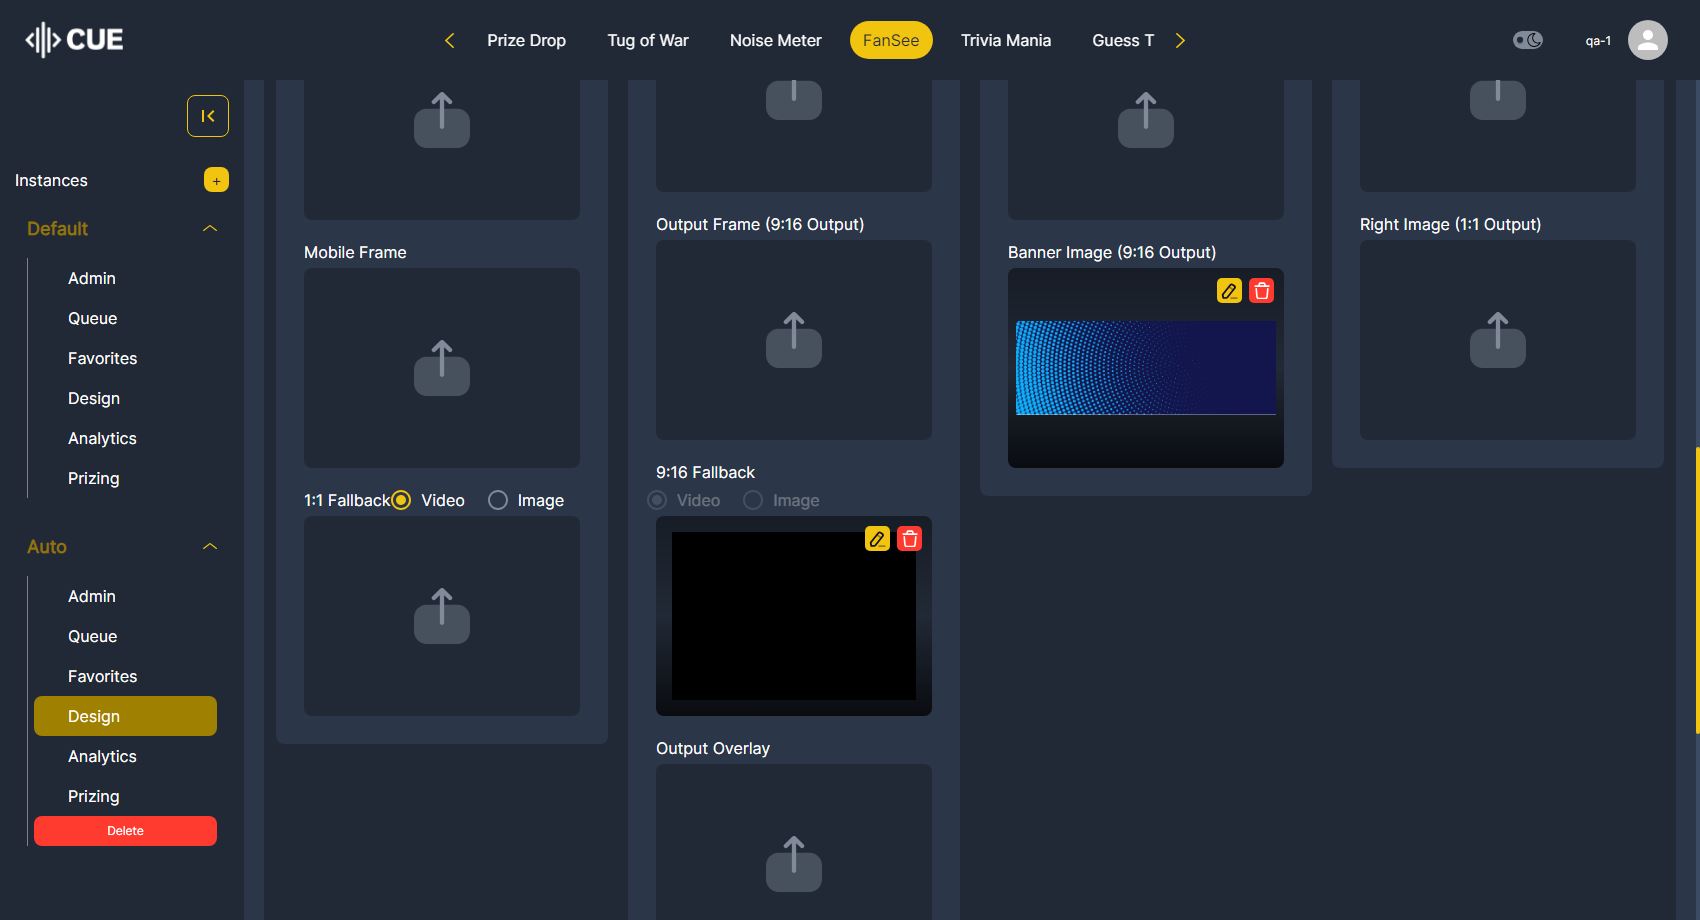 CUE
Prize Drop
Tug of War
Noise Meter
FanSee
Trivia Mania
Guess T
qa-1
Instances
+
Default
Admin
Queue
Favorites
Design
Analytics
Prizing
Auto
Admin
Queue
Favorites
Design
Analytics
Prizing
Delete
Mobile Frame
1:1 Fallback Video Image
Output Frame (9:16 Output)
9:16 Fallback
Video Image
Output Overlay
Banner Image (9:16 Output)
Right Image (1:1 Output)